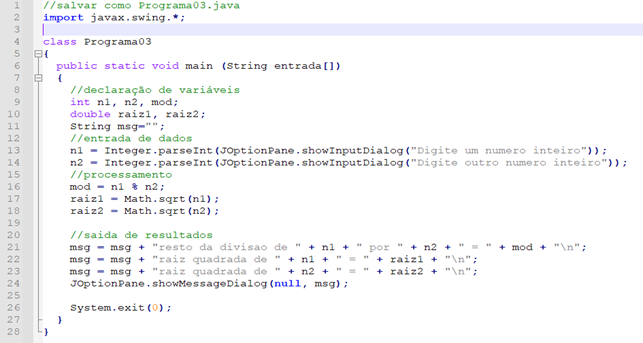 1 //salvar como Programa03.java
2 import javax.swing.*;
3
4 class Programa03
5 {
6 public static void main (String entrada[])
7 {
8 //declaração de variáveis
9 int n1, n2, mod;
10 double raiz1, raiz2;
11 String msg="";
12 //entrada de dados
13 n1 = Integer.parseInt(JOptionPane.showInputDialog("Digite um numero inteiro"));
14 n2 = Integer.parseInt(JOptionPane.showInputDialog("Digite outro numero inteiro"));
15 //processamento
16 mod = n1 % n2;
17 raiz1 = Math.sqrt(n1);
18 raiz2 = Math.sqrt(n2);
19
20 //saida de resultados
21 msg = msg + "resto da divisao de " + n1 + " por " + n2 + " = " + mod + "\n";
22 msg = msg + "raiz quadrada de " + n1 + " = " + raiz1 + "\n";
23 msg = msg + "raiz quadrada de " + n2 + " = " + raiz2 + "\n";
24 JOptionPane.showMessageDialog(null, msg);
25
26 System.exit(0);
27 }
28 }